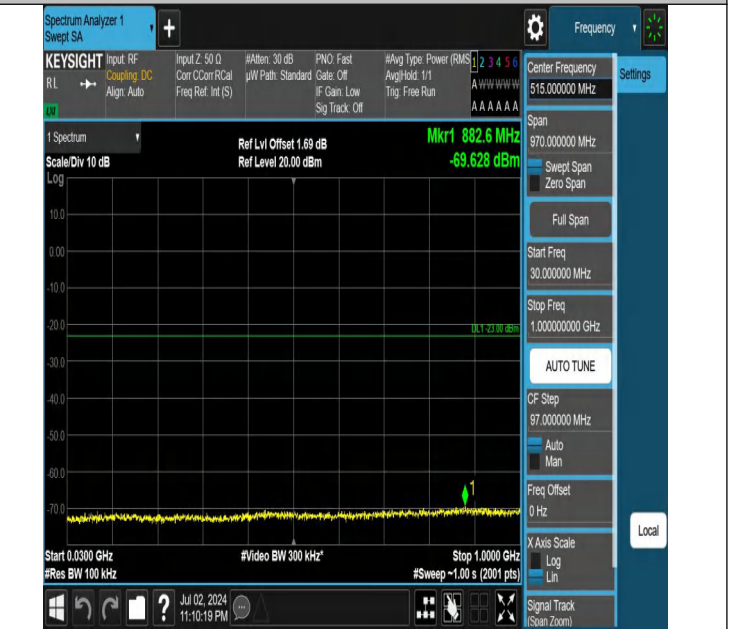 Spectrum Analyzer 1
Swept SA
+
Frequency
KEYSIGHT
RL
Input: RF
Coupling: DC
Align: Auto
Input Z: 50 Ω
Corr CCorr RCal
Freq Ref: Int (S)
#Atten: 30 dB
µW Path: Standard
PNO: Fast
Gate: Off
IF Gain: Low
Sig Track: Off
#Avg Type: Power (RMS
Avg|Hold: 1/1
Trig: Free Run
1 2 3 4 5 6
A W W W W W
A A A A A A
1 Spectrum
Scale/Div 10 dB
Log
Ref Lvl Offset 1.69 dB
Ref Level 20.00 dBm
Mkr1 882.6 MHz
-69.628 dBm
10.0
0.00
-10.0
-20.0
-30.0
-40.0
-50.0
-60.0
-70.0
DL1 -23.00 dBm
1
Start 0.0300 GHz
#Res BW 100 kHz
#Video BW 300 kHz*
Stop 1.0000 GHz
#Sweep ~1.00 s (2001 pts)
Center Frequency
515.000000 MHz
Settings
Span
970.000000 MHz
Swept Span
Zero Span
Full Span
Start Freq
30.000000 MHz
Stop Freq
1.000000000 GHz
AUTO TUNE
CF Step
97.000000 MHz
Auto
Man
Freq Offset
0 Hz
X Axis Scale
Log
Lin
Local
Signal Track
(Span Zoom)
?
Jul 02, 2024
11:10:19 PM